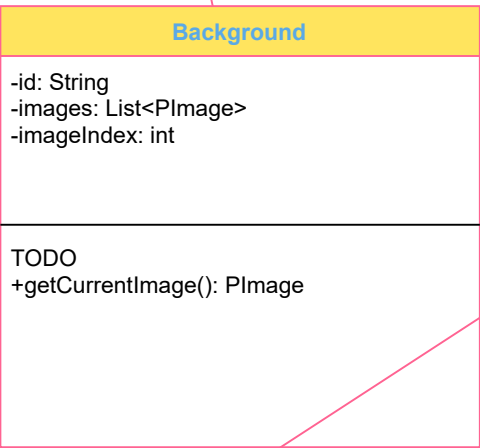 Background
-id: String
-images: List<PImage>
-imageIndex: int
TODO
+getCurrentImage(): PImage